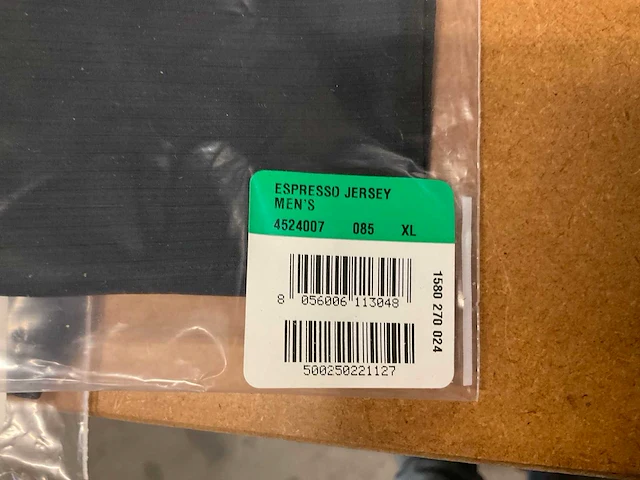 ESPRESSO JERSEY
MEN'S
4524007 085 XL
8 056006 113048
500250221127
1580 270 024